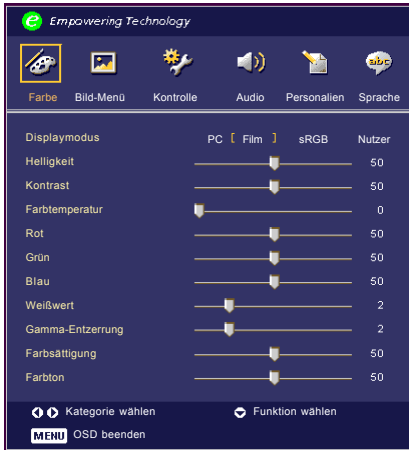 e Empowering Technology
abc
Farbe Bild-Menü Kontrolle Audio Personalien Sprache
Displaymodus PC [ Film ] sRGB Nutzer
Helligkeit 50
Kontrast 50
Farbtemperatur 0
Rot 50
Grün 50
Blau 50
Weißwert 2
Gamma-Entzerrung 2
Farbsättigung 50
Farbton 50
Kategorie wählen Funktion wählen
MENU OSD beenden